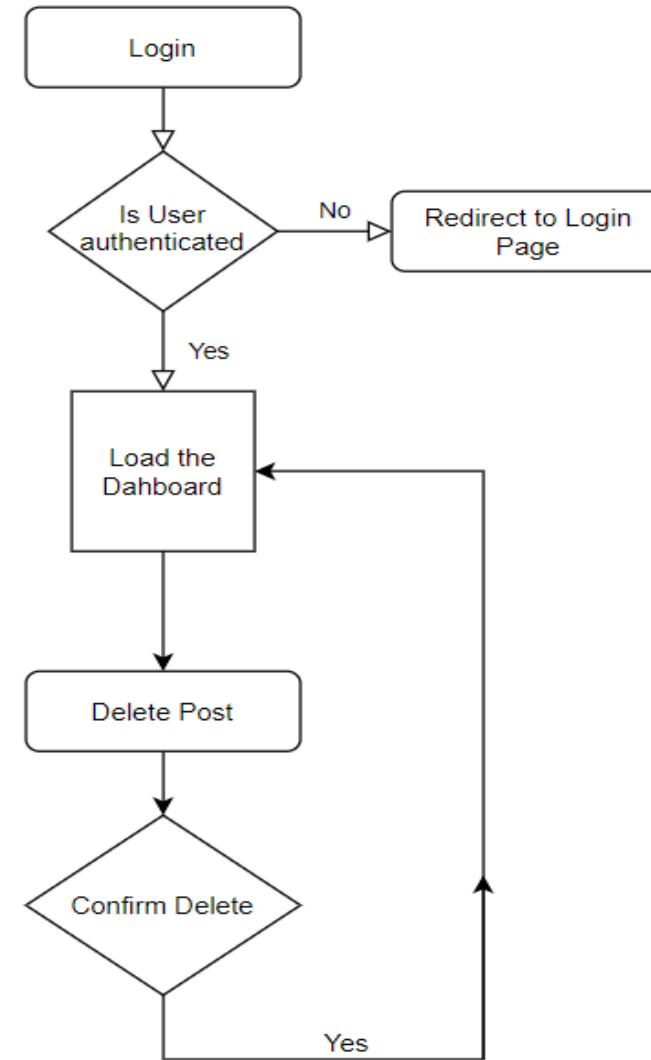 Login
Is User
authenticated
No
Redirect to Login
Page
Yes
Load the
Dahboard
Delete Post
Confirm Delete
Yes